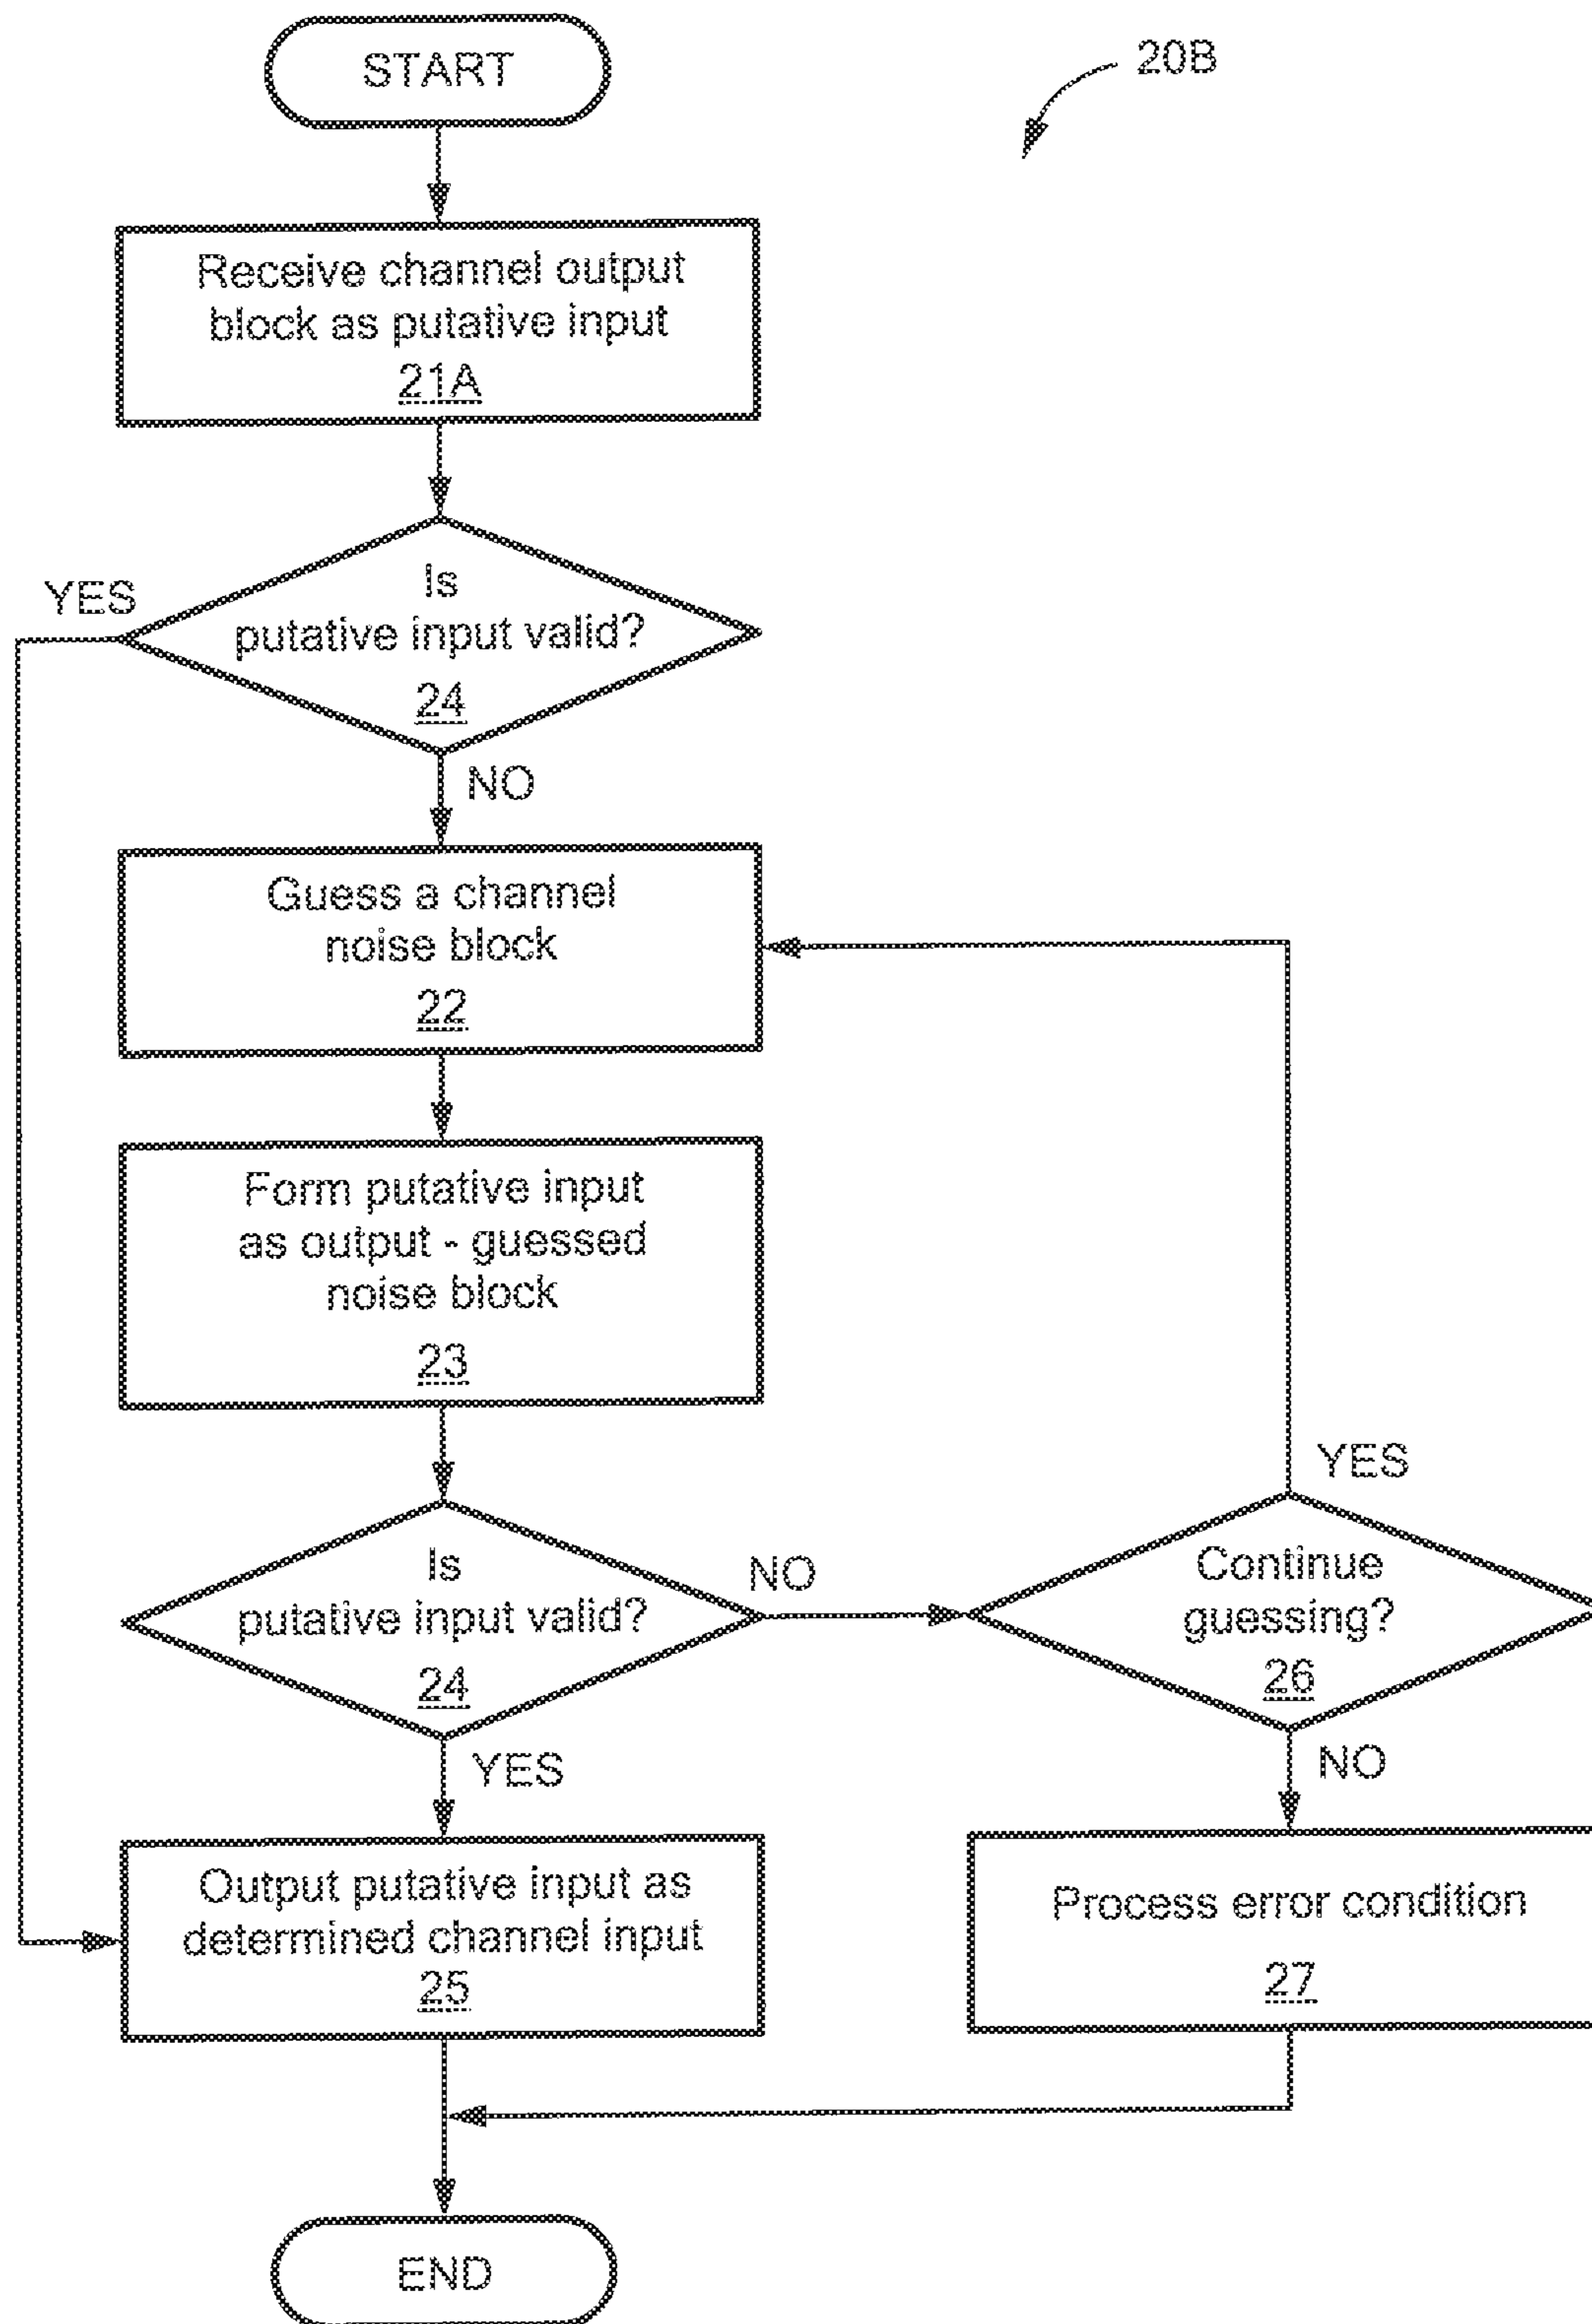 START
20B
Receive channel output
block as putative input
21A
Is
putative input valid?
24
YES
NO
Guess a channel
noise block
22
Form putative input
as output - guessed
noise block
23
Is
putative input valid?
24
NO
YES
Continue
guessing?
26
YES
NO
Output putative input as
determined channel input
25
Process error condition
27
END